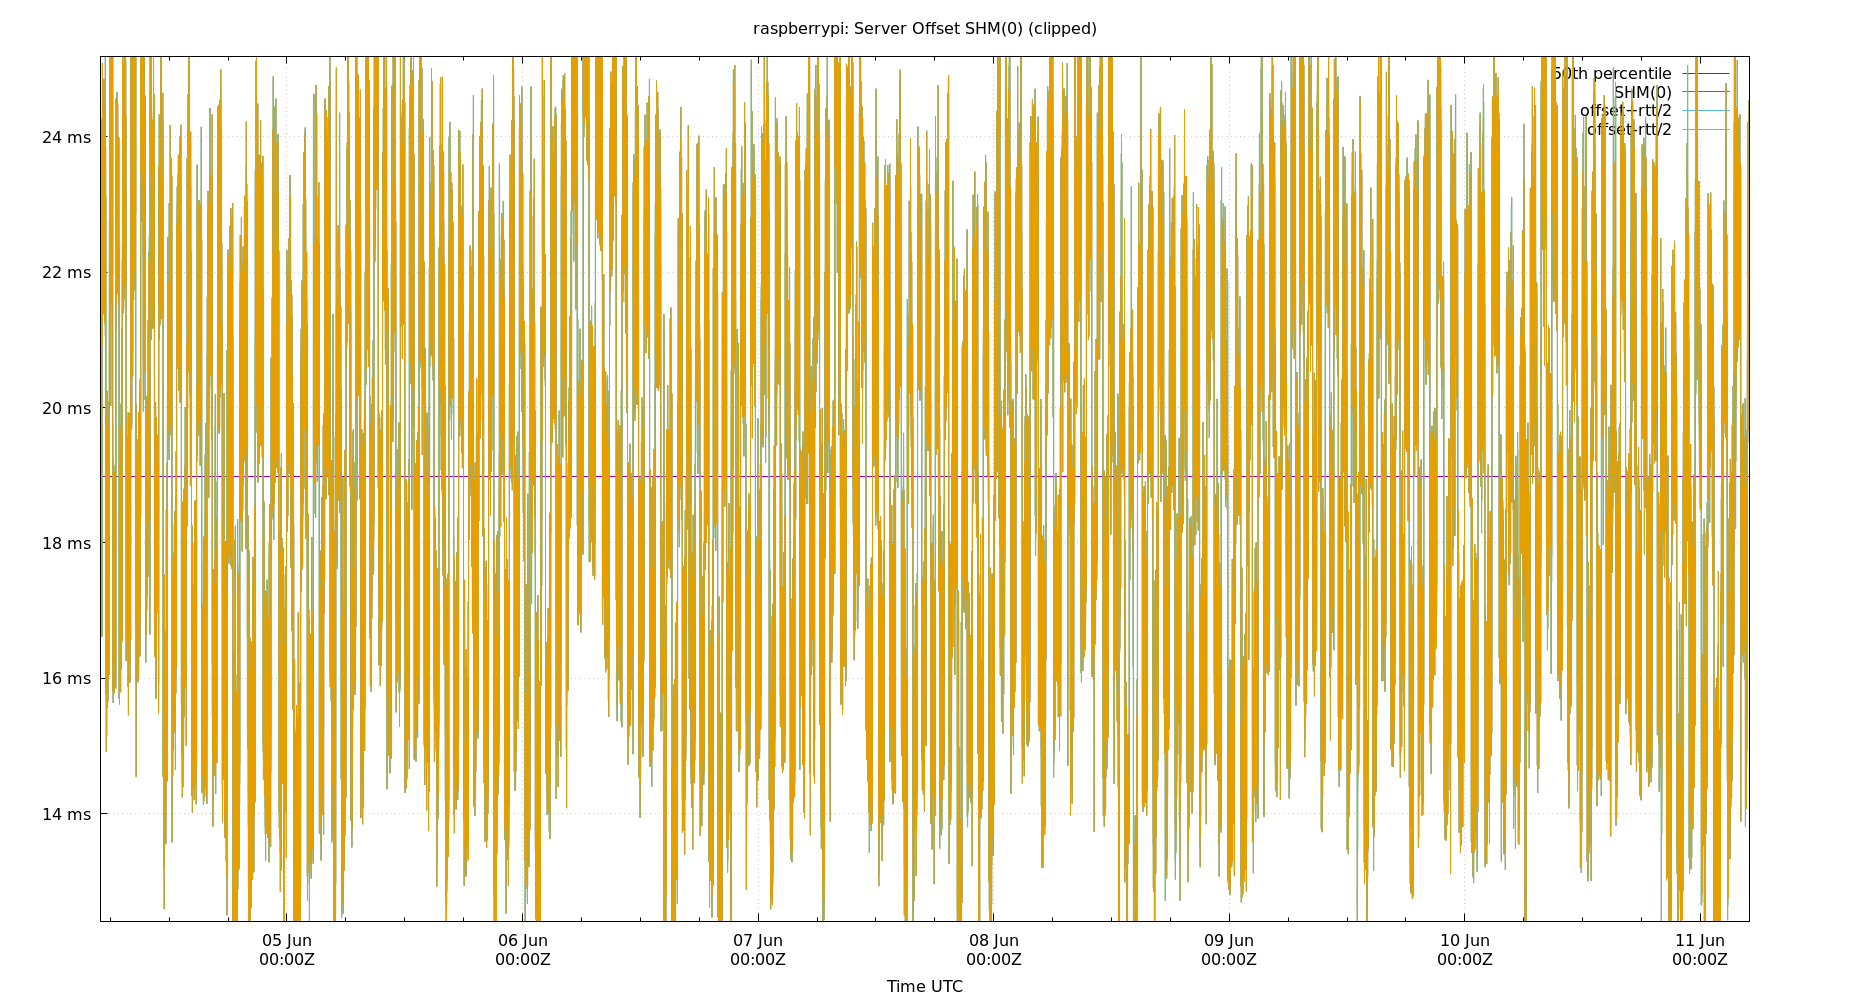 raspberrypi: Server Offset SHM(0) (clipped)
50th percentile
SHM(0)
offset+rtt/2
offset-rtt/2
24 ms
22 ms
20 ms
18 ms
16 ms
14 ms
05 Jun 06 Jun 07 Jun 08 Jun 09 Jun 10 Jun 11 Jun
00:00Z 00:00Z 00:00Z 00:00Z 00:00Z 00:00Z 00:00Z
Time UTC